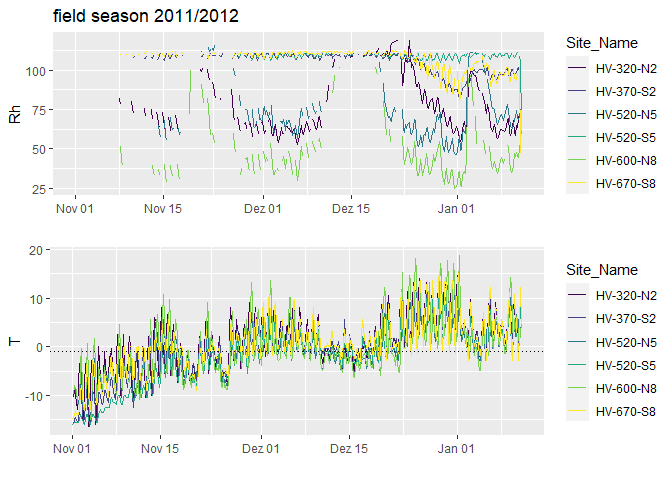 field season 2011/2012
Rh
100
75
50
25
Nov 01 Nov 15 Dez 01 Dez 15 Jan 01
Site_Name
HV-320-N2
HV-370-S2
HV-520-N5
HV-520-S5
HV-600-N8
HV-670-S8
T
20
10
0
-10
Nov 01 Nov 15 Dez 01 Dez 15 Jan 01
Site_Name
HV-320-N2
HV-370-S2
HV-520-N5
HV-520-S5
HV-600-N8
HV-670-S8